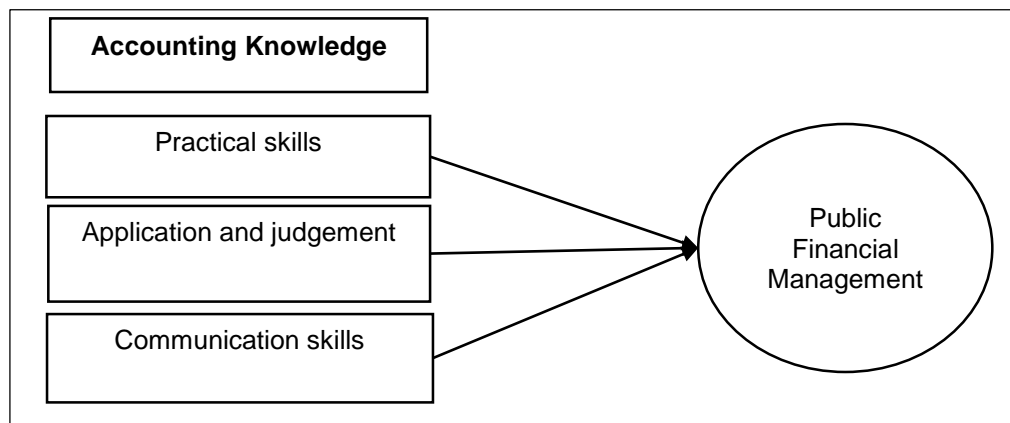 Accounting Knowledge
Practical skills
Application and judgement
Communication skills
Public
Financial
Management